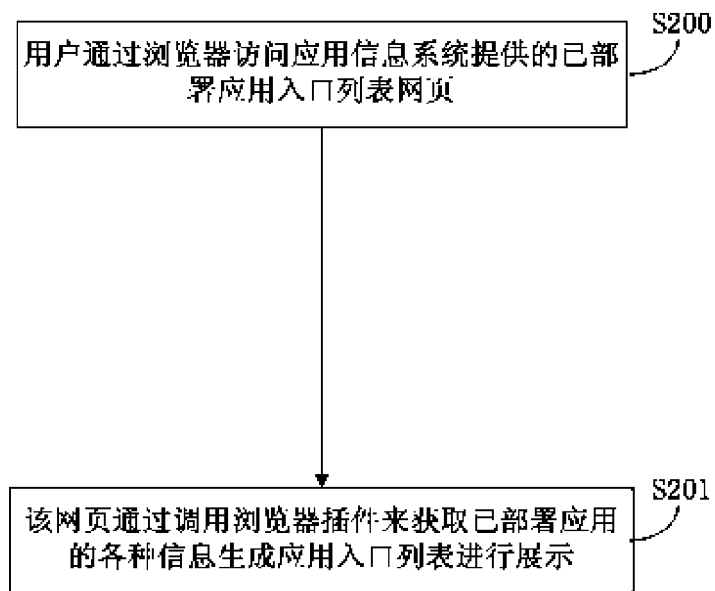 S200
用户通过浏览器访问应用信息系统提供的已部
署应用入口列表网页
S201
该网页通过调用浏览器插件来获取已部署应用
的各种信息生成应用入口列表进行展示